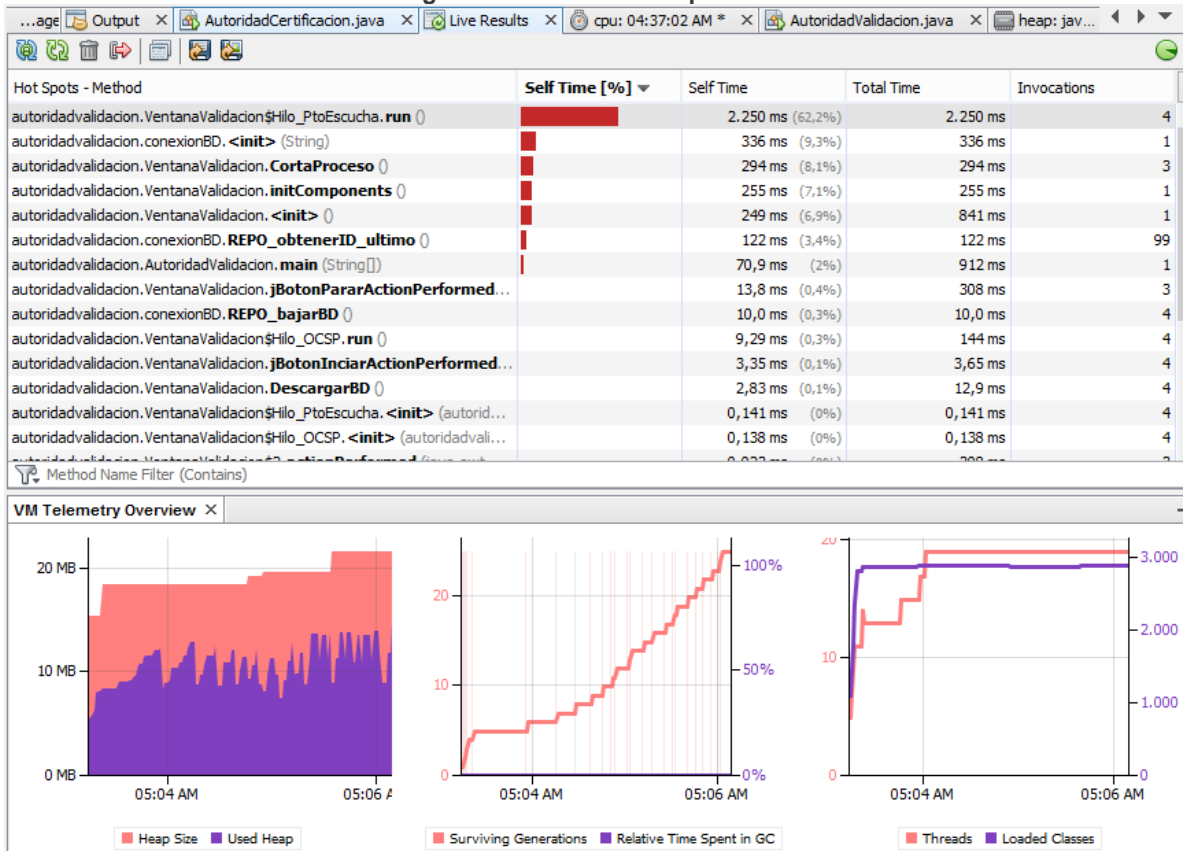 ...age Output × AutoridadCertificacion.java × Live Results × cpu: 04:37:02 AM * × AutoridadValidacion.java × heap: jav...
Hot Spots - Method Self Time [%] Self Time Total Time Invocations
autoridadvalidacion.VentanaValidacion$Hilo_PtoEscucha.run () 2.250 ms (62,2%) 2.250 ms 4
autoridadvalidacion.conexionBD.<init> (String) 336 ms (9,3%) 336 ms 1
autoridadvalidacion.VentanaValidacion.CortaProceso () 294 ms (8,1%) 294 ms 3
autoridadvalidacion.VentanaValidacion.initComponents () 255 ms (7,1%) 255 ms 1
autoridadvalidacion.VentanaValidacion.<init> () 249 ms (6,9%) 841 ms 1
autoridadvalidacion.conexionBD.REPO_obtenerID_ultimo () 122 ms (3,4%) 122 ms 99
autoridadvalidacion.AutoridadValidacion.main (String[]) 70,9 ms (2%) 912 ms 1
autoridadvalidacion.VentanaValidacion.jBotonPararActionPerformed... 13,8 ms (0,4%) 308 ms 3
autoridadvalidacion.conexionBD.REPO_bajarBD () 10,0 ms (0,3%) 10,0 ms 4
autoridadvalidacion.VentanaValidacion$Hilo_OCSP.run () 9,29 ms (0,3%) 144 ms 4
autoridadvalidacion.VentanaValidacion.jBotonInciarActionPerformed... 3,35 ms (0,1%) 3,65 ms 4
autoridadvalidacion.VentanaValidacion.DescargarBD () 2,83 ms (0,1%) 12,9 ms 4
autoridadvalidacion.VentanaValidacion$Hilo_PtoEscucha.<init> (autorid... 0,141 ms (0%) 0,141 ms 4
autoridadvalidacion.VentanaValidacion$Hilo_OCSP.<init> (autoridadvali... 0,138 ms (0%) 0,138 ms 4
Method Name Filter (Contains)
VM Telemetry Overview ×
20 MB
10 MB
0 MB
05:04 AM 05:06 A
Heap Size Used Heap
20 100%
10 50%
0 0%
05:04 AM 05:06 AM
Surviving Generations Relative Time Spent in GC
20 3.000
2.000
10
1.000
0 0
05:04 AM 05:06 AM
Threads Loaded Classes